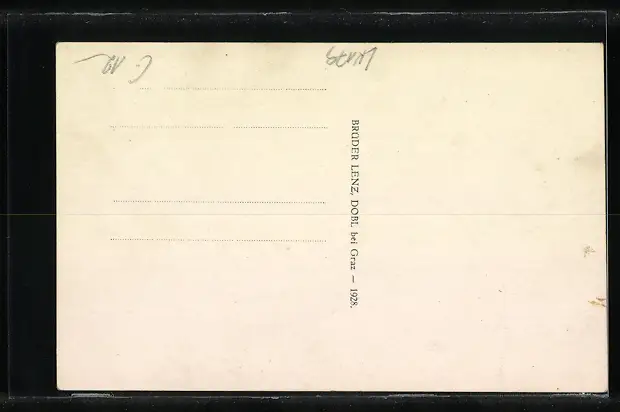 BRÜDER LENZ, DOBL bei Graz — 1928.